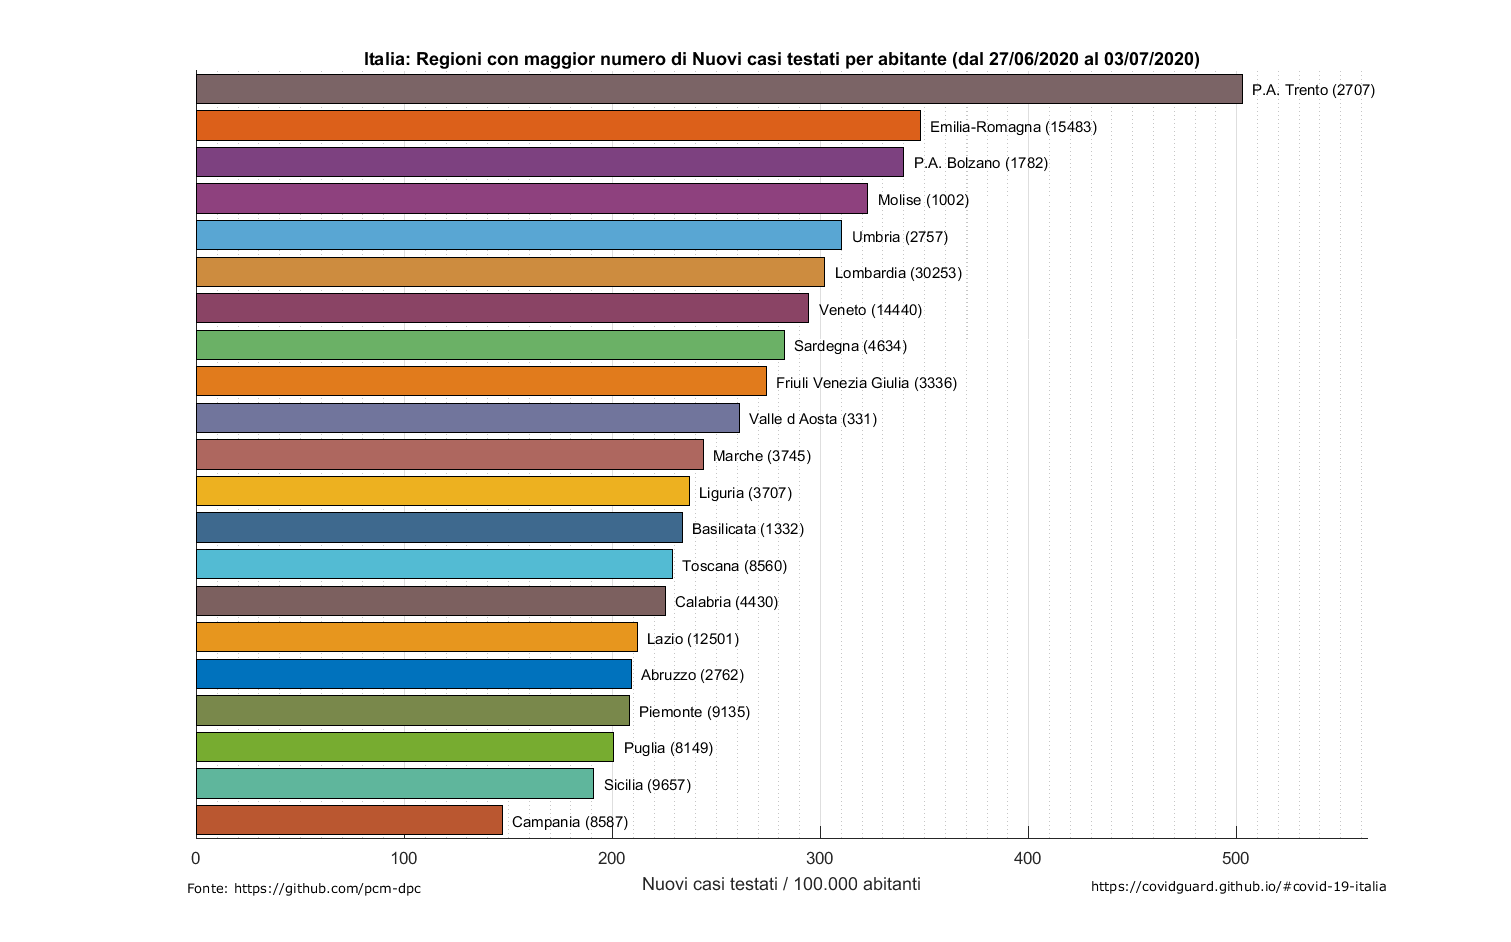 Italia: Regioni con maggior numero di Nuovi casi testati per abitante (dal 27/06/2020 al 03/07/2020)
P.A. Trento (2707)
Emilia-Romagna (15483)
P.A. Bolzano (1782)
Molise (1002)
Umbria (2757)
Lombardia (30253)
Veneto (14440)
Sardegna (4634)
Friuli Venezia Giulia (3336)
Valle d Aosta (331)
Marche (3745)
Liguria (3707)
Basilicata (1332)
Toscana (8560)
Calabria (4430)
Lazio (12501)
Abruzzo (2762)
Piemonte (9135)
Puglia (8149)
Sicilia (9657)
Campania (8587)
0 100 200 300 400 500
Nuovi casi testati / 100.000 abitanti
Fonte: https://github.com/pcm-dpc
https://covidguard.github.io/#covid-19-italia